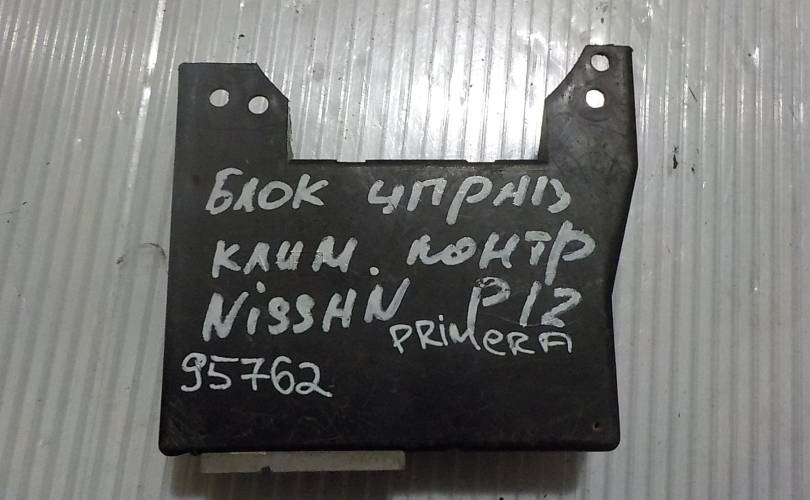 БЛОК УПРАВ
КЛИМ. КОНТР
NISSAN P12
PRIMERA
95762